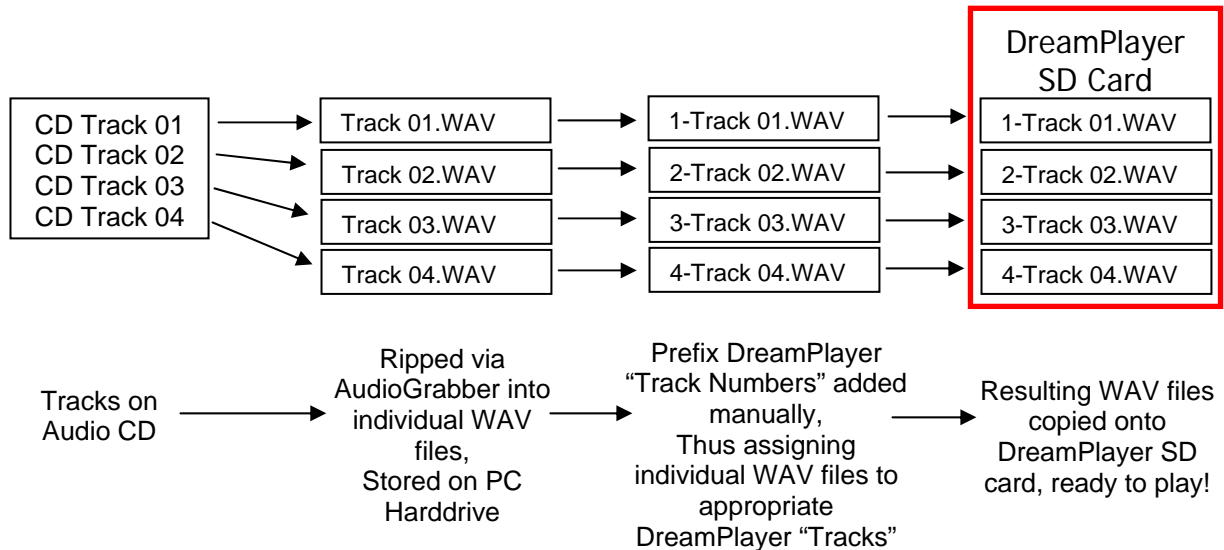 DreamPlayer
SD Card
CD Track 01
CD Track 02
CD Track 03
CD Track 04
Track 01.WAV
Track 02.WAV
Track 03.WAV
Track 04.WAV
1-Track 01.WAV
2-Track 02.WAV
3-Track 03.WAV
4-Track 04.WAV
1-Track 01.WAV
2-Track 02.WAV
3-Track 03.WAV
4-Track 04.WAV
Tracks on
Audio CD
Ripped via
AudioGrabber into
individual WAV
files,
Stored on PC
Harddrive
Prefix DreamPlayer
“Track Numbers” added
manually,
Thus assigning
individual WAV files to
appropriate
DreamPlayer “Tracks”
Resulting WAV files
copied onto
DreamPlayer SD
card, ready to play!